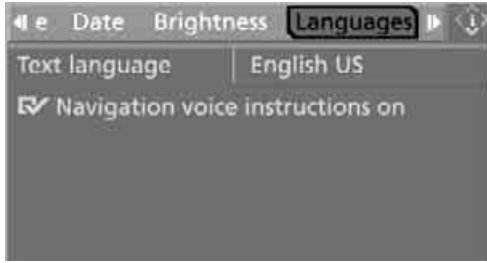 e Date Brightness Languages i
Text language English US
Navigation voice instructions on